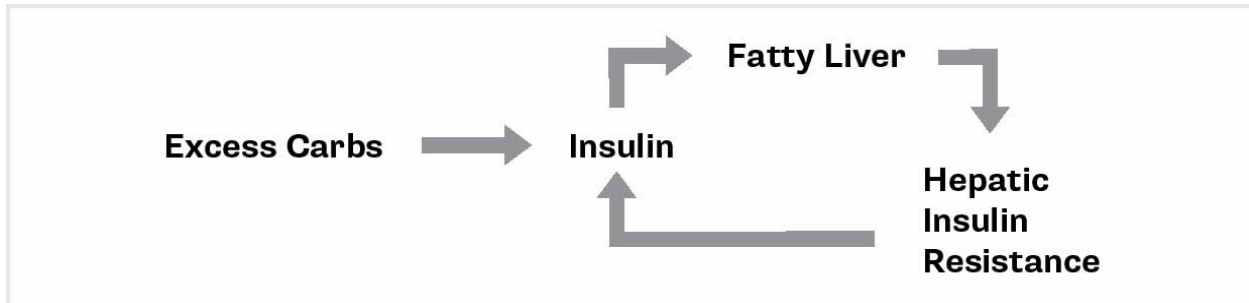 Fatty Liver
Excess Carbs
Insulin
Hepatic
Insulin
Resistance